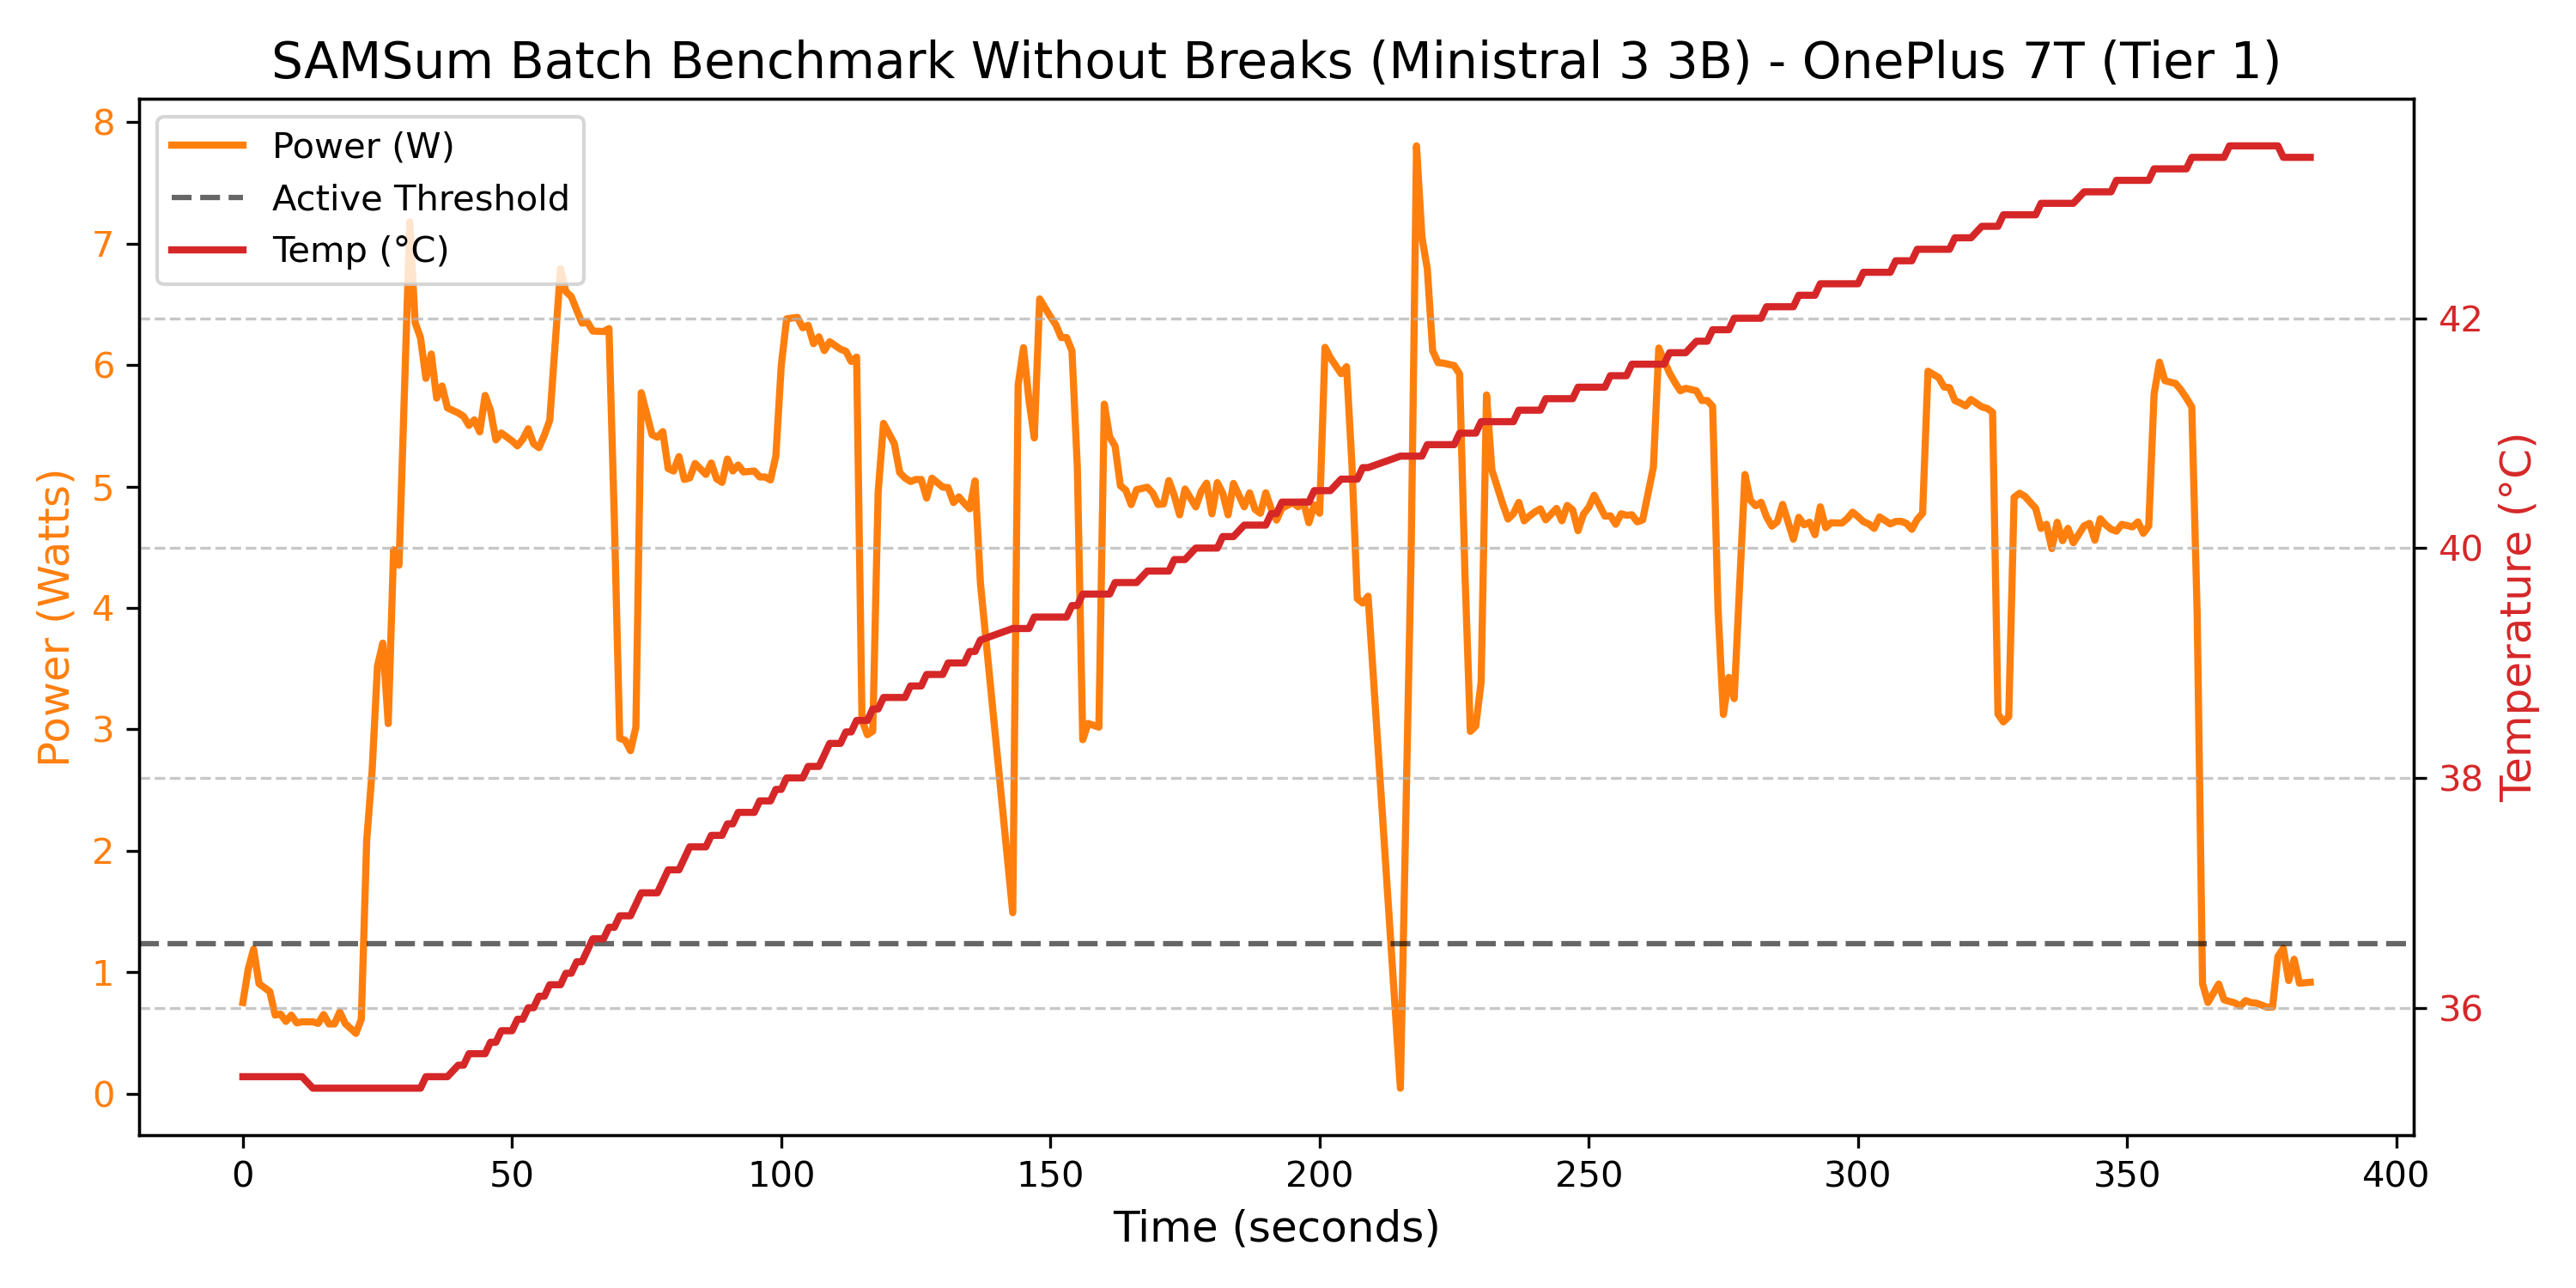 SAMSum Batch Benchmark Without Breaks (Ministral 3 3B) - OnePlus 7T (Tier 1)
Power (W)
Active Threshold
Temp (°C)
8
7
6
5
4
3
2
1
0
Power (Watts)
42
40
38
36
Temperature (°C)
0 50 100 150 200 250 300 350 400
Time (seconds)